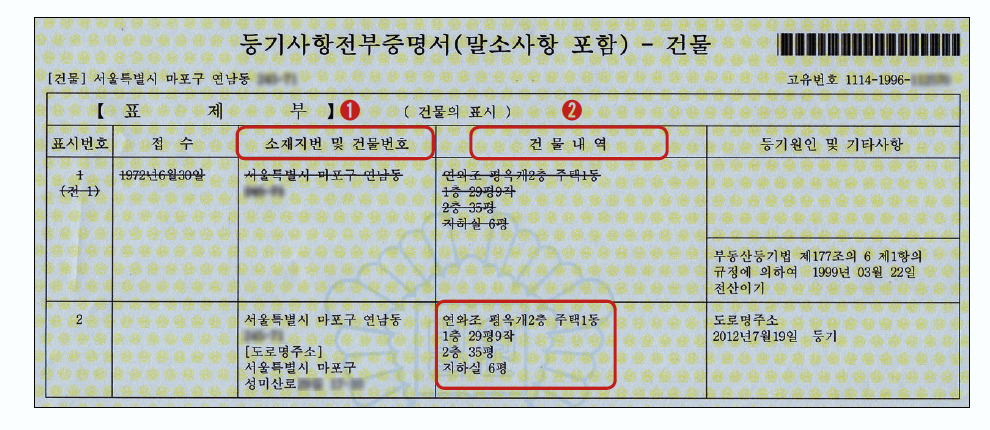 등기사항전부증명서(말소사항 포함) - 건물
[건물] 서울특별시 마포구 연남동
고유번호 1114-1996-
【 표 제 부 】 1 ( 건물의 표시 ) 2
표시번호 접 수 소재지번 및 건물번호 건 물 내 역 등기원인 및 기타사항
1
(전 1)
1972년6월30일
서울특별시 마포구 연남동
연와조 평옥개2층 주택1동
1층 29평9작
2층 35평
지하실 6평
부동산등기법 제177조의 6 제1항의
규정에 의하여 1999년 03월 22일
전산이기
2
서울특별시 마포구 연남동
[도로명주소]
서울특별시 마포구
성미산로
연와조 평옥개2층 주택1동
1층 29평9작
2층 35평
지하실 6평
도로명주소
2012년7월19일 등기